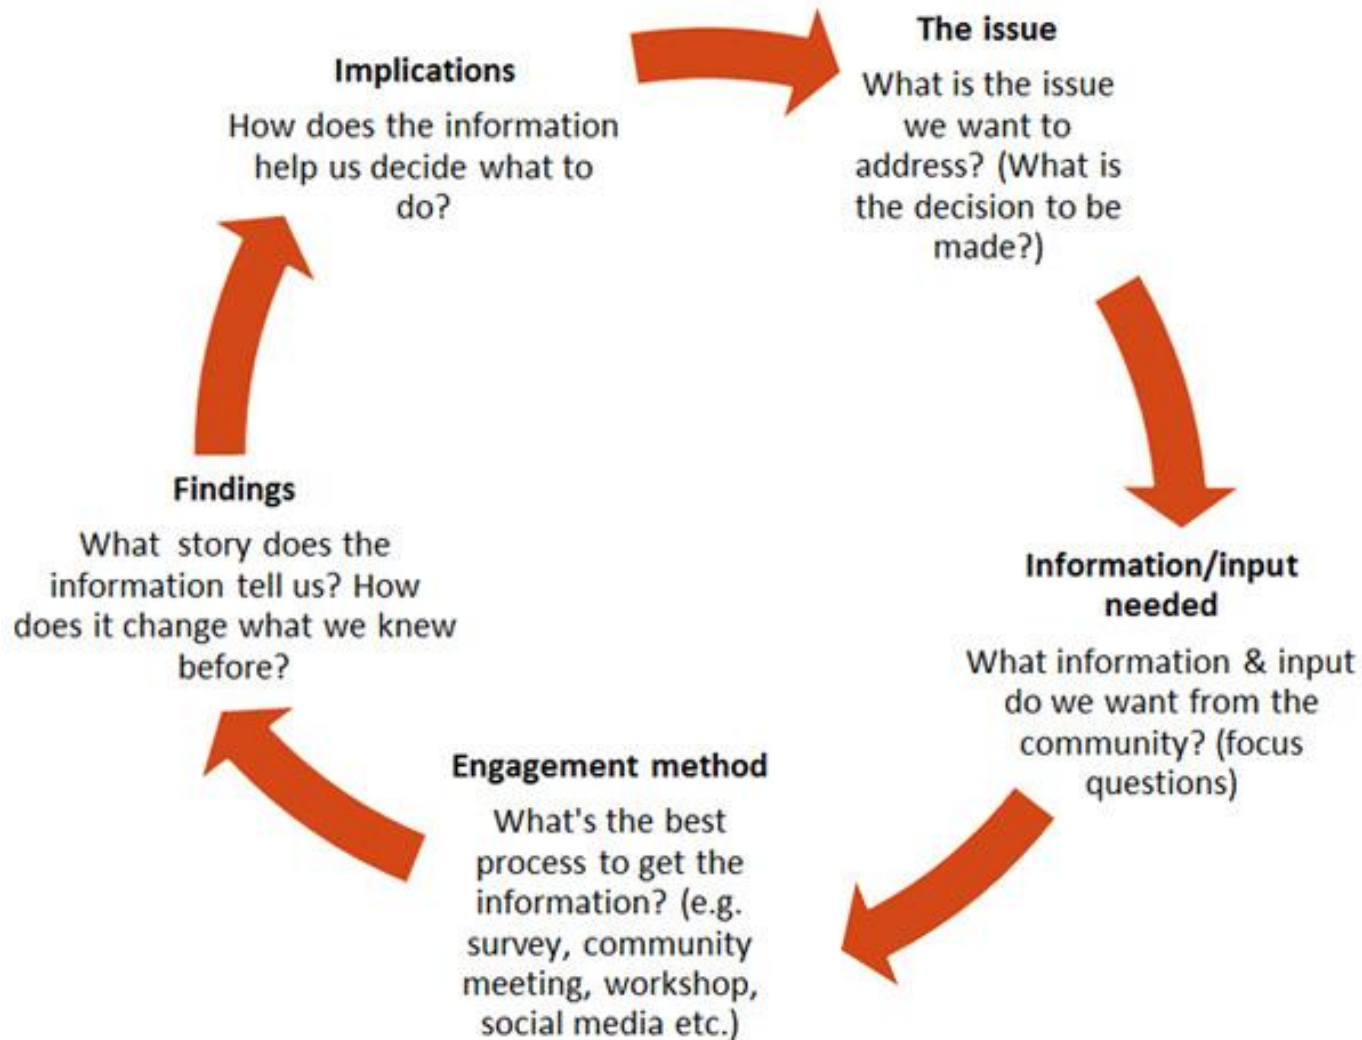 The issue
What is the issue
we want to
address? (What is
the decision to be
made?)
Information/input
needed
What information & input
do we want from the
community? (focus
questions)
Engagement method
What's the best
process to get the
information? (e.g.
survey, community
meeting, workshop,
social media etc.)
Findings
What story does the
information tell us? How
does it change what we knew
before?
Implications
How does the information
help us decide what to
do?